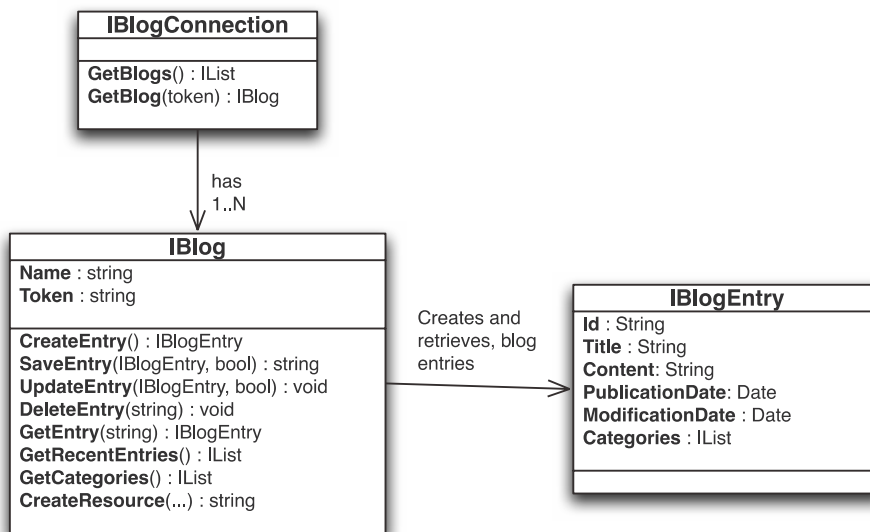 IBlogConnection
GetBlogs() : IList
GetBlog(token) : IBlog
has
1..N
IBlog
Name : string
Token : string
CreateEntry() : IBlogEntry
SaveEntry(IBlogEntry, bool) : string
UpdateEntry(IBlogEntry, bool) : void
DeleteEntry(string) : void
GetEntry(string) : IBlogEntry
GetRecentEntries() : IList
GetCategories() : IList
CreateResource(...) : string
Creates and
retrieves, blog
entries
IBlogEntry
Id : String
Title : String
Content: String
PublicationDate: Date
ModificationDate : Date
Categories : IList